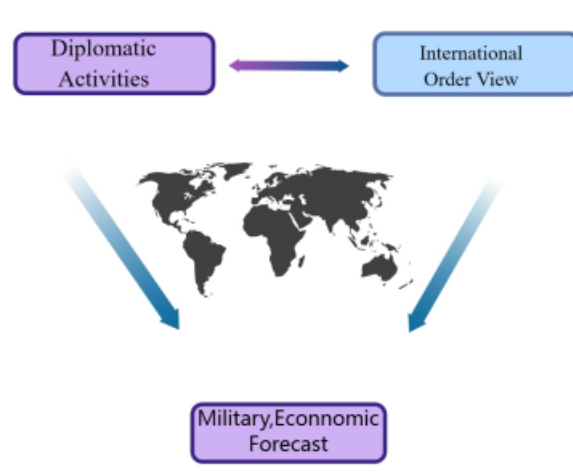 Diplomatic
Activities
International
Order View
Military,Econnomic
Forecast